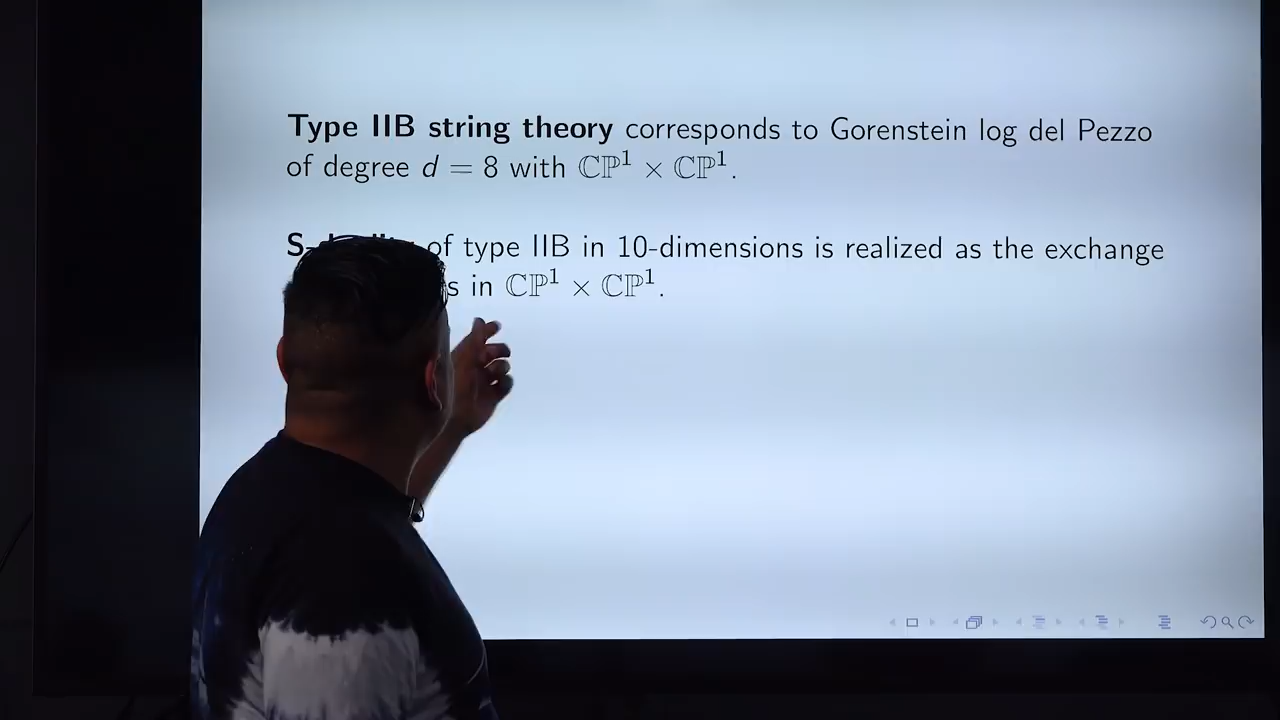 Type IIB string theory corresponds to Gorenstein log del Pezzo
of degree d = 8 with ℂℙ¹ × ℂℙ¹.
of type IIB in 10-dimensions is realized as the exchange
in ℂℙ¹ × ℂℙ¹.